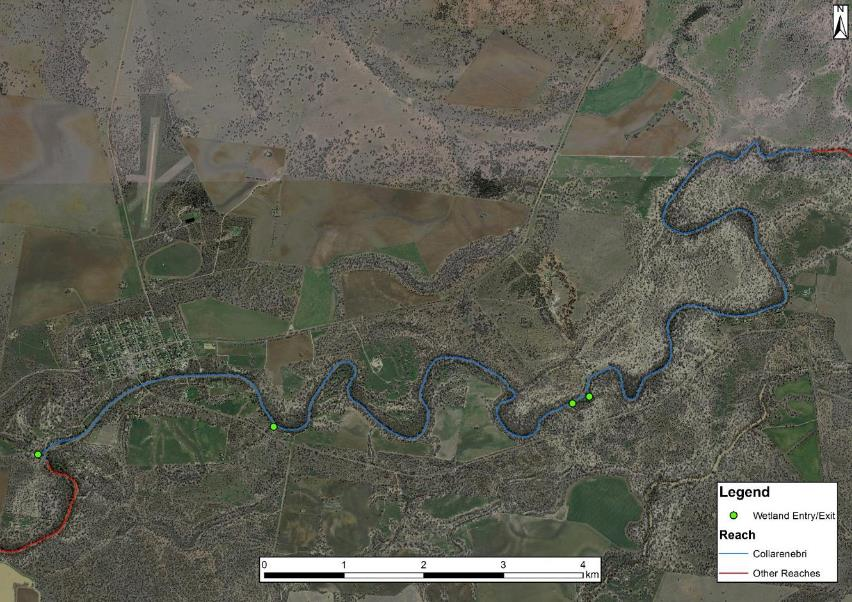 N
0 1 2 3 4
km
Legend
Wetland Entry/Exit
Reach
Collarenebri
Other Reaches